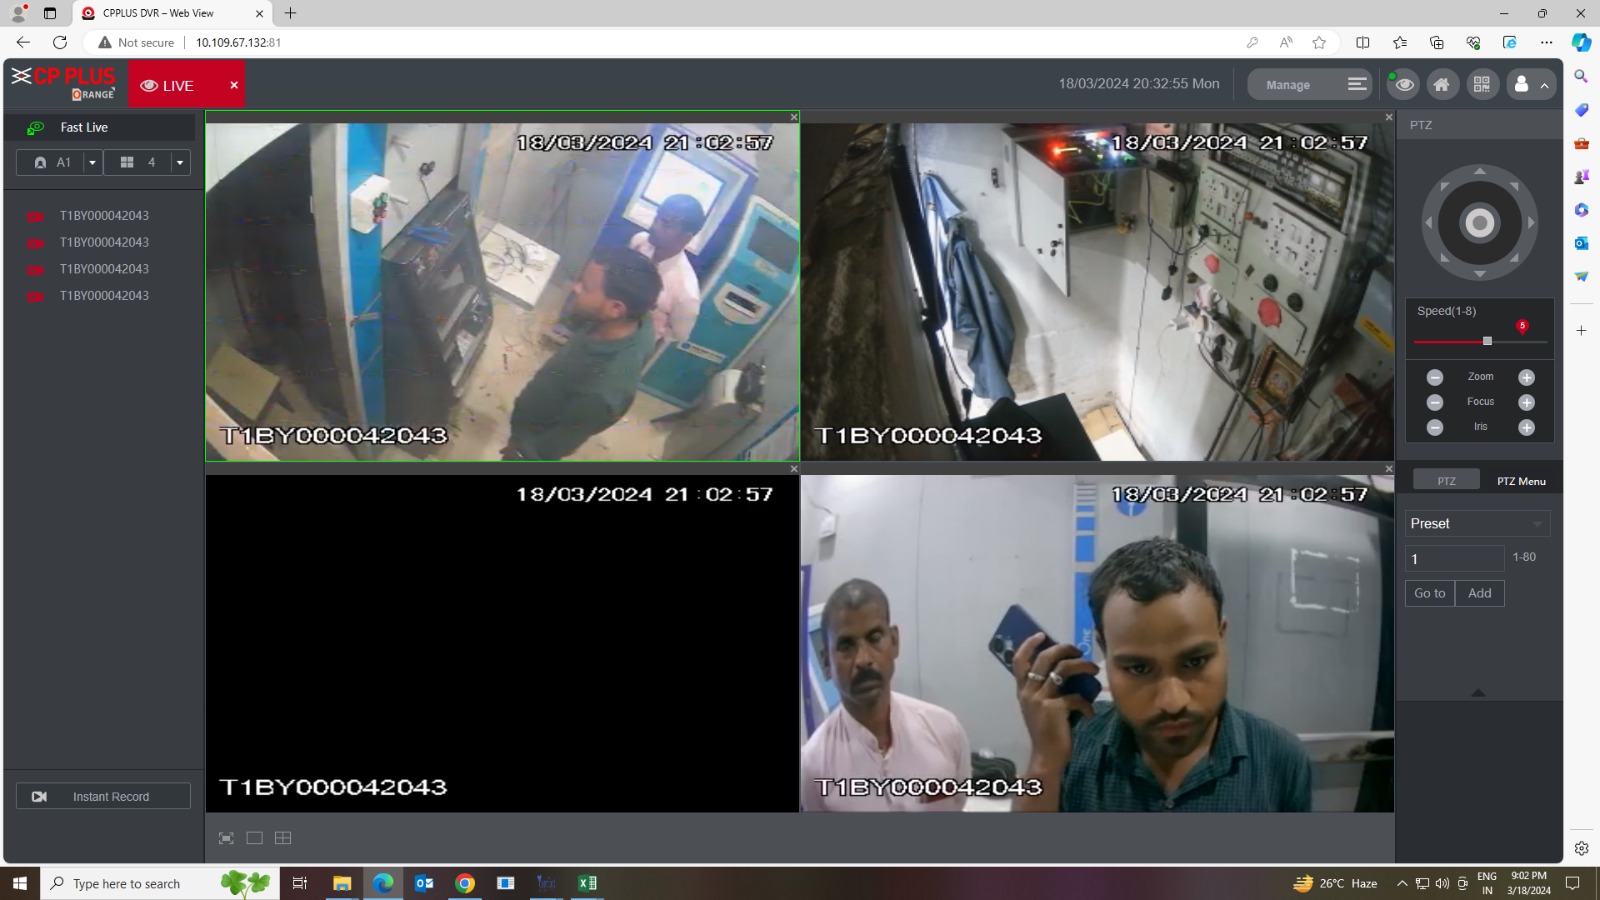 CPPLUS DVR – Web View
Not secure
10.109.67.132:81
CP PLUS
ORANGE
LIVE
18/03/2024 20:32:55 Mon
Manage
Fast Live
A1
4
T1BY000042043
T1BY000042043
T1BY000042043
T1BY000042043
Instant Record
18/03/2024 21:02:57
T1BY000042043
18/03/2024 21:02:57
T1BY000042043
18/03/2024 21:02:57
T1BY000042043
18/03/2024 21:02:57
T1BY000042043
PTZ
Speed(1-8)
5
Zoom
Focus
Iris
PTZ
PTZ Menu
Preset
1
1-80
Go to
Add
Type here to search
26°C Haze
ENG
IN
9:02 PM
3/18/2024